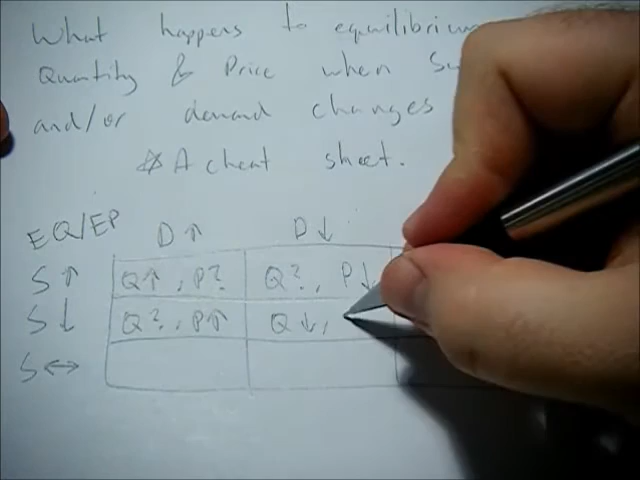 What happens to equilibrium
Quantity & Price when
and/or demand changes
☆ A cheat sheet.
EQ/EP D↑ D↓
S↑ Q↑, P? Q?, P↓
S↓ Q?, P↑ Q↓,
S↔